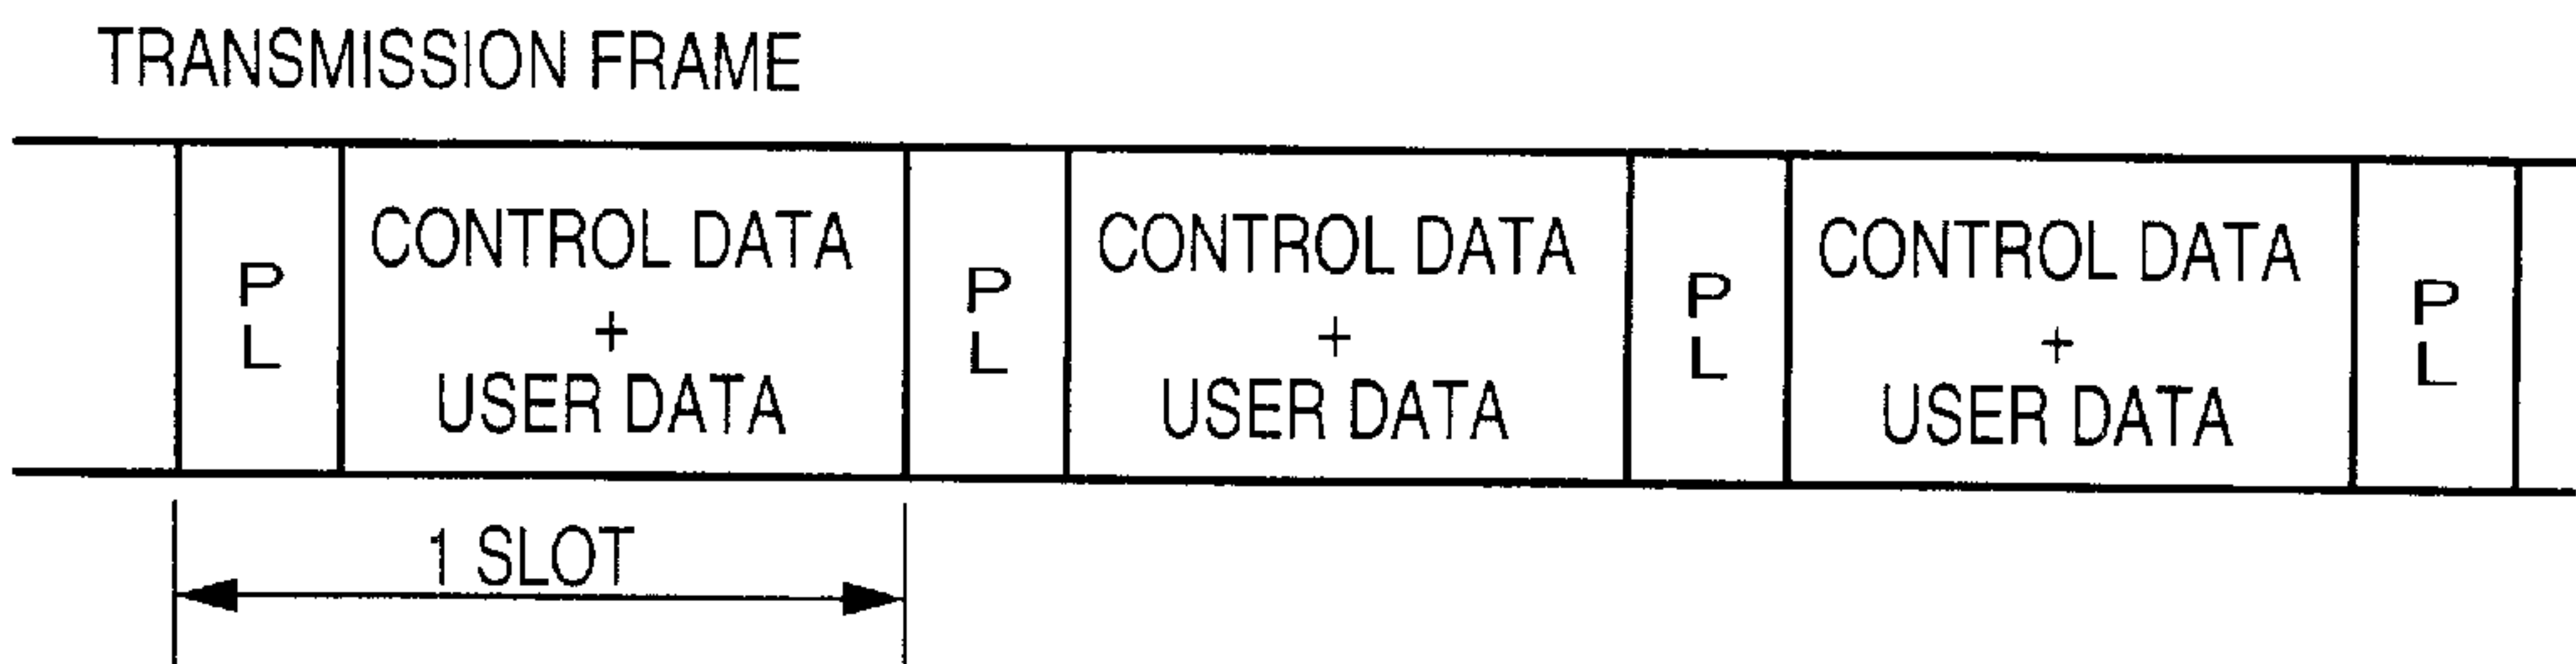 TRANSMISSION FRAME
P
L
CONTROL DATA
+
USER DATA
P
L
CONTROL DATA
+
USER DATA
P
L
CONTROL DATA
+
USER DATA
P
L
1 SLOT